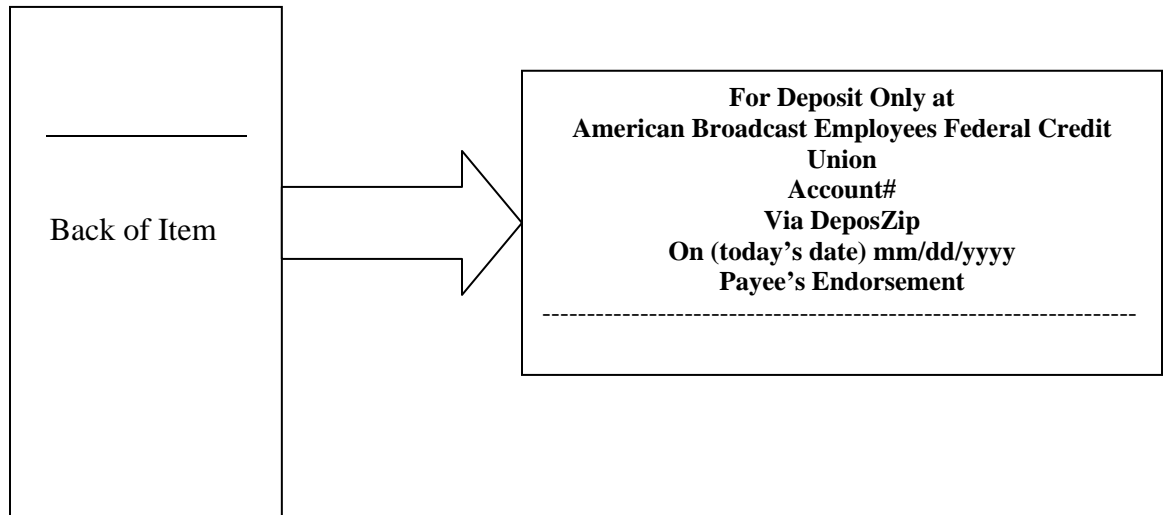 Back of Item
For Deposit Only at
American Broadcast Employees Federal Credit
Union
Account#
Via DeposZip
On (today’s date) mm/dd/yyyy
Payee’s Endorsement
------------------------------------------------------------------